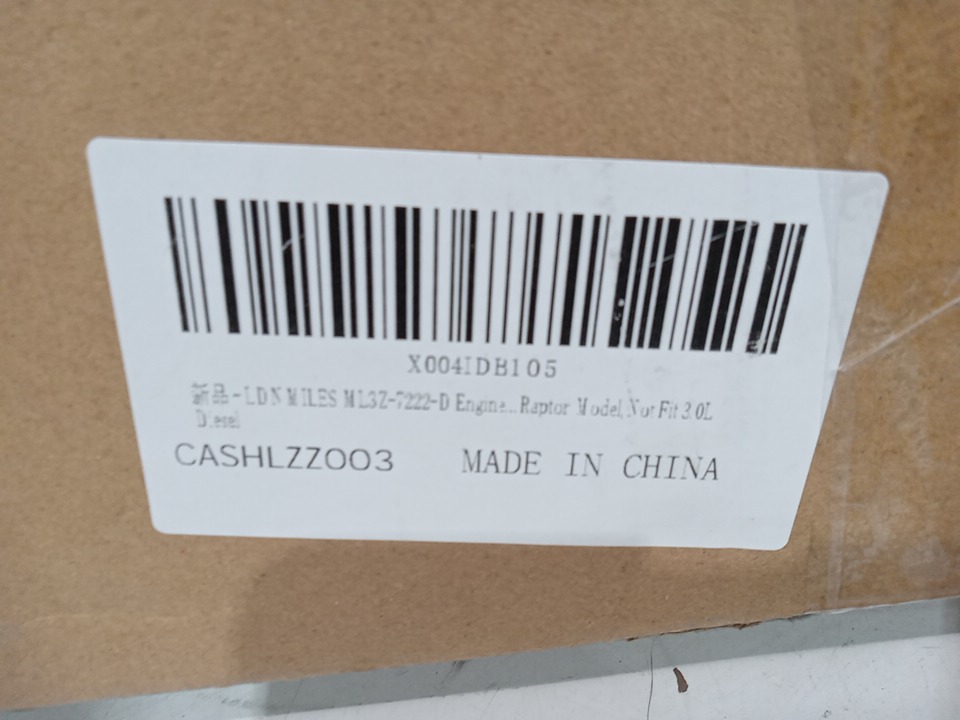 X004IDB105
新品-LDN MILES ML3Z-7222-D Engine...Raptor Model, Not Fit 3.0L
Diesel
CASHLZZ003 MADE IN CHINA